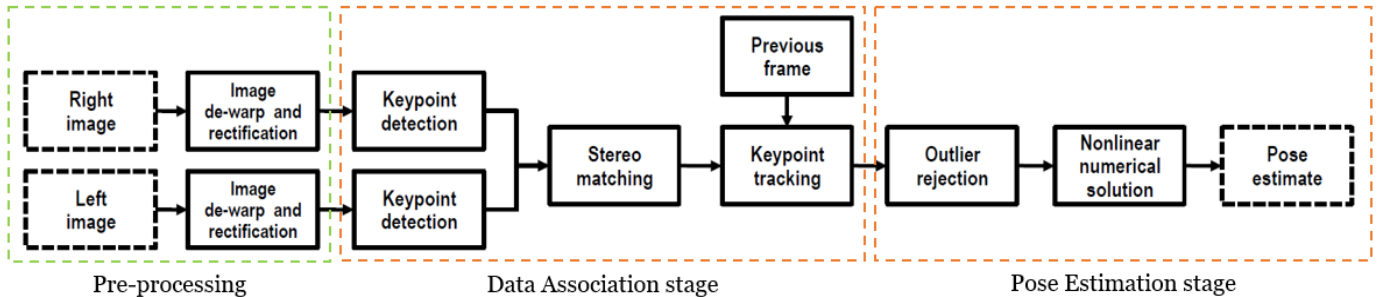 Right
image
Image
de-warp and
rectification
Keypoint
detection
Left
image
Image
de-warp and
rectification
Keypoint
detection
Stereo
matching
Previous
frame
Keypoint
tracking
Outlier
rejection
Nonlinear
numerical
solution
Pose
estimate
Pre-processing
Data Association stage
Pose Estimation stage